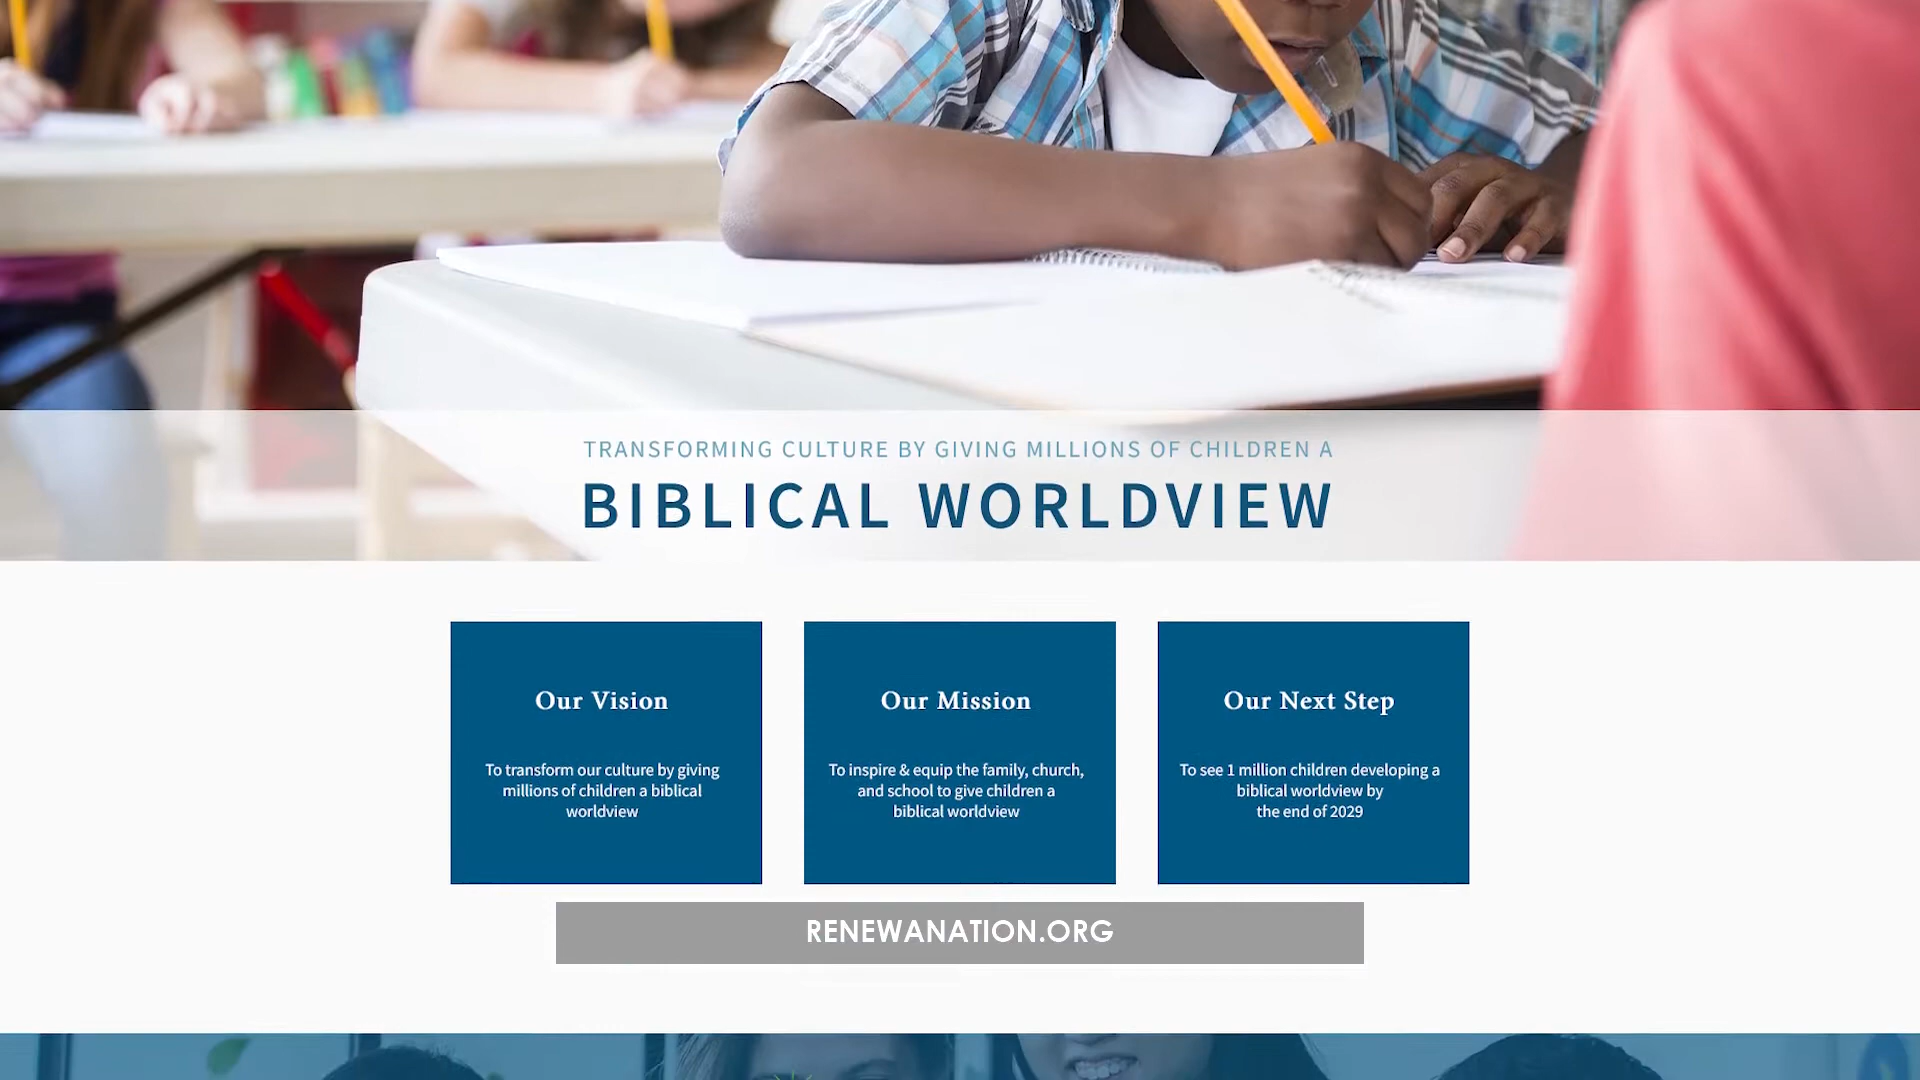 TRANSFORMING CULTURE BY GIVING MILLIONS OF CHILDREN A
BIBLICAL WORLDVIEW
Our Vision
To transform our culture by giving
millions of children a biblical
worldview
Our Mission
To inspire & equip the family, church,
and school to give children a
biblical worldview
Our Next Step
To see 1 million children developing a
biblical worldview by
the end of 2029
RENEWANATION.ORG